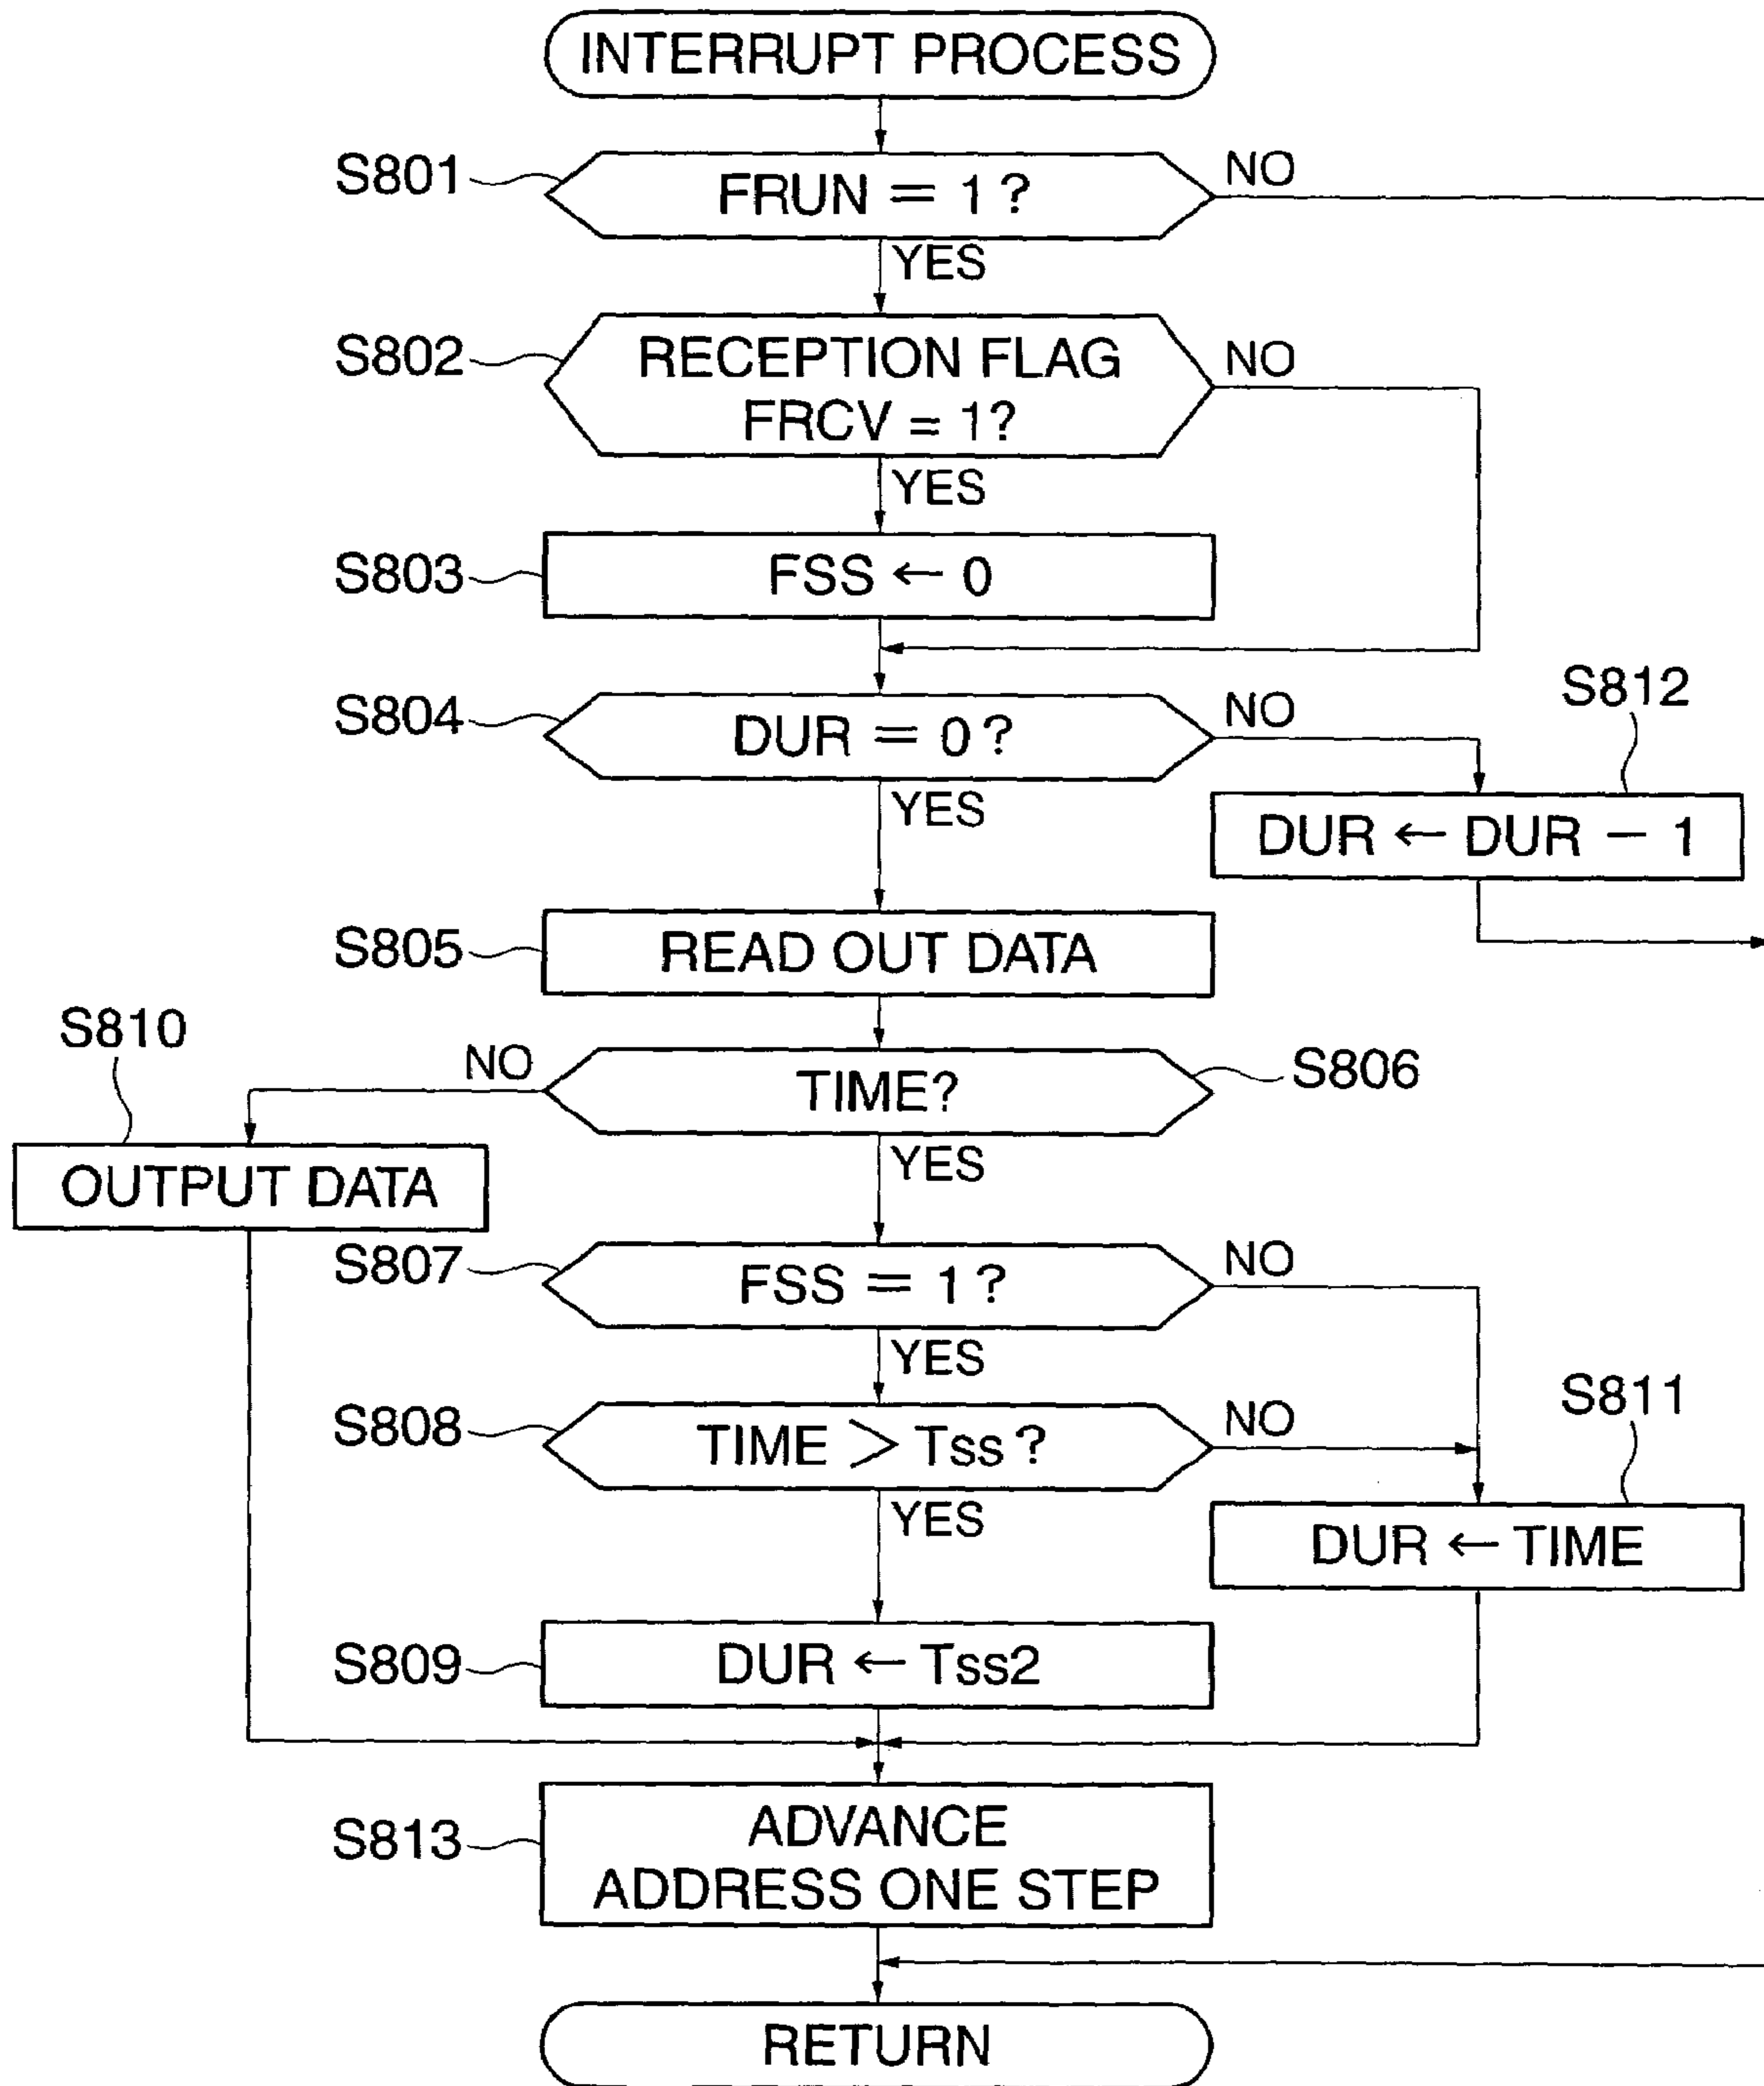 INTERRUPT PROCESS
S801
FRUN = 1?
NO
YES
S802
RECEPTION FLAG
FRCV = 1?
NO
YES
S803
FSS ← 0
S804
DUR = 0?
NO
S812
YES
DUR ← DUR − 1
S805
READ OUT DATA
S810
NO
TIME?
S806
YES
OUTPUT DATA
S807
FSS = 1?
NO
YES
S808
TIME > Tss?
NO
S811
YES
DUR ← TIME
S809
DUR ← Tss2
S813
ADVANCE
ADDRESS ONE STEP
RETURN